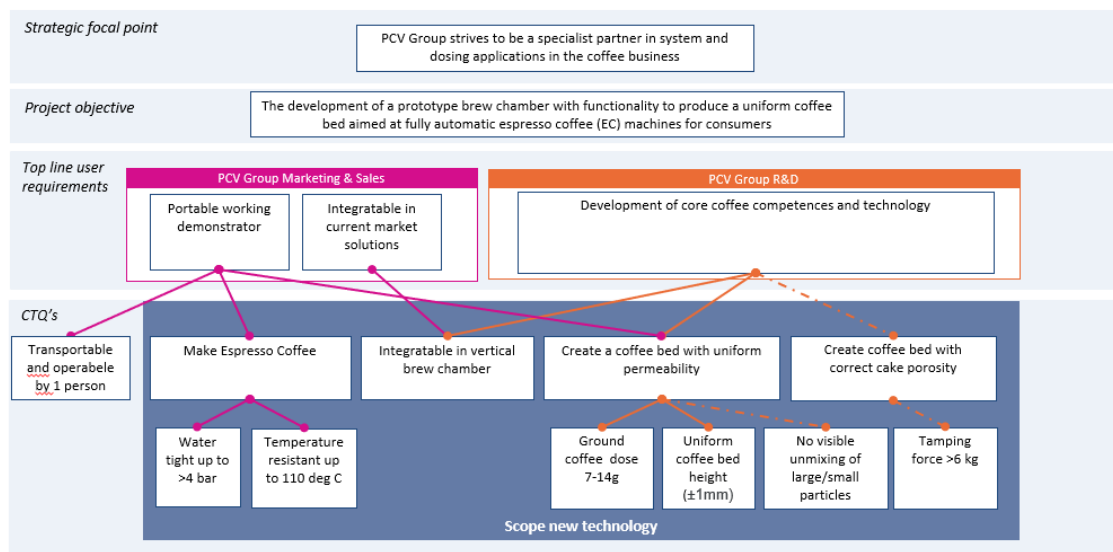 Strategic focal point
PCV Group strives to be a specialist partner in system and
dosing applications in the coffee business
Project objective
The development of a prototype brew chamber with functionality to produce a uniform coffee
bed aimed at fully automatic espresso coffee (EC) machines for consumers
Top line user
requirements
PCV Group Marketing & Sales
Portable working
demonstrator
Integratable in
current market
solutions
PCV Group R&D
Development of core coffee competences and technology
CTQ's
Transportable
and operabele
by 1 person
Make Espresso Coffee
Integratable in vertical
brew chamber
Create a coffee bed with uniform
permeability
Create coffee bed with
correct cake porosity
Water
tight up to
>4 bar
Temperature
resistant up
to 110 deg C
Ground
coffee dose
7-14g
Uniform
coffee bed
height
(±1mm)
No visible
unmixing of
large/small
particles
Tamping
force >6 kg
Scope new technology